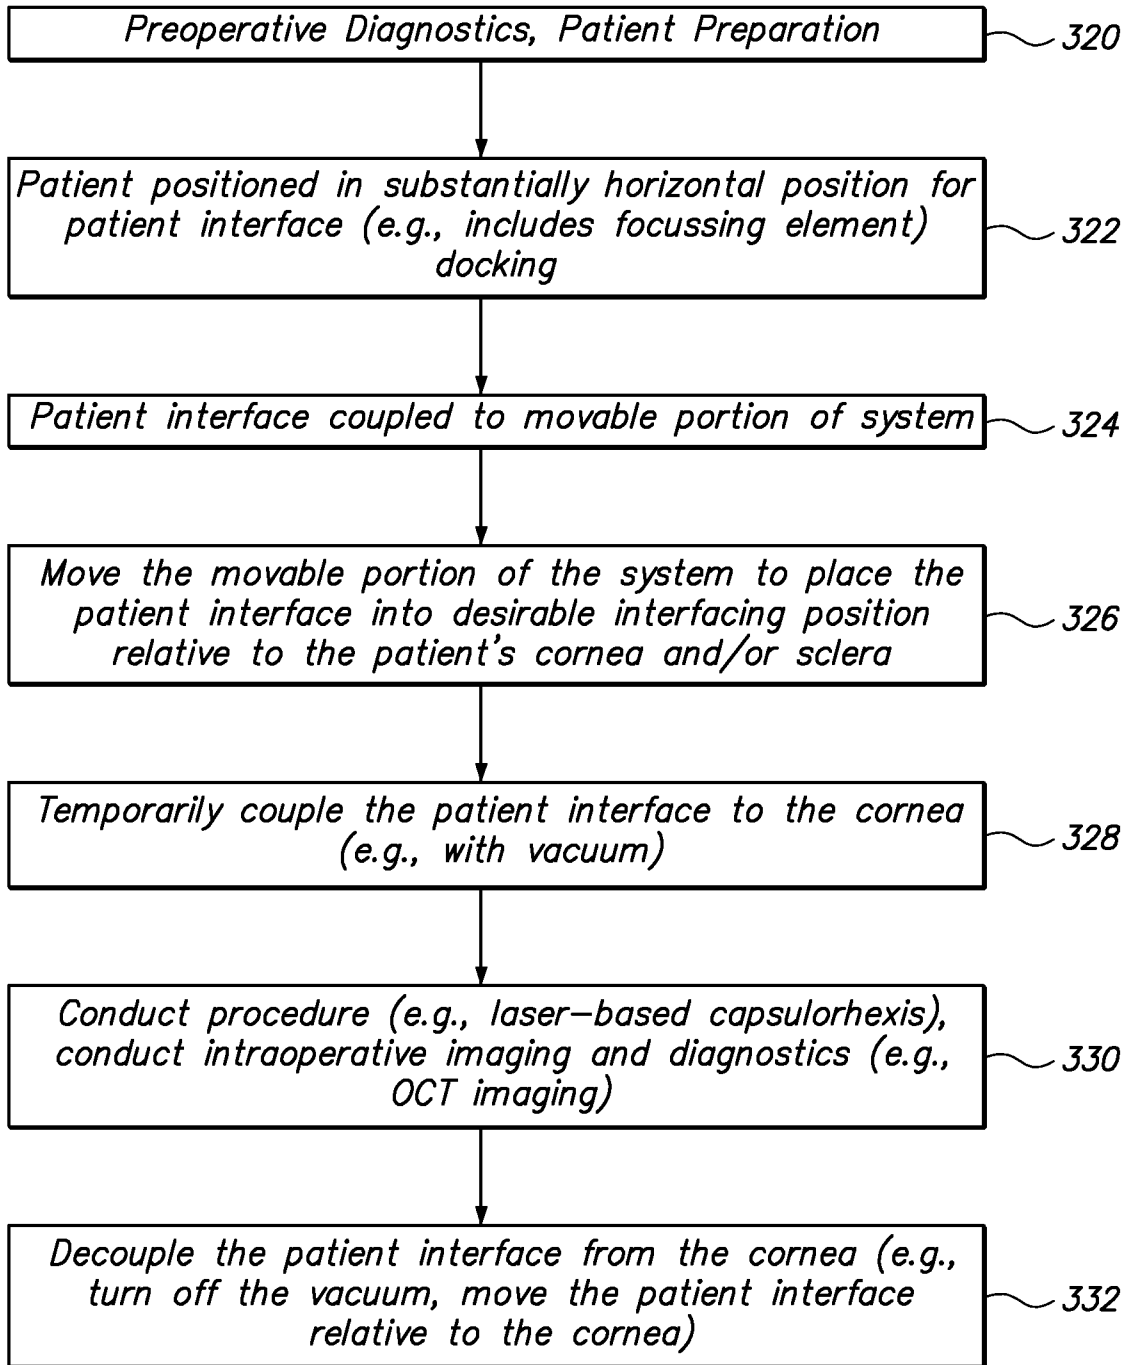 Preoperative Diagnostics, Patient Preparation
320
Patient positioned in substantially horizontal position for
patient interface (e.g., includes focussing element)
docking
322
Patient interface coupled to movable portion of system
324
Move the movable portion of the system to place the
patient interface into desirable interfacing position
relative to the patient's cornea and/or sclera
326
Temporarily couple the patient interface to the cornea
(e.g., with vacuum)
328
Conduct procedure (e.g., laser-based capsulorhexis),
conduct intraoperative imaging and diagnostics (e.g.,
OCT imaging)
330
Decouple the patient interface from the cornea (e.g.,
turn off the vacuum, move the patient interface
relative to the cornea)
332